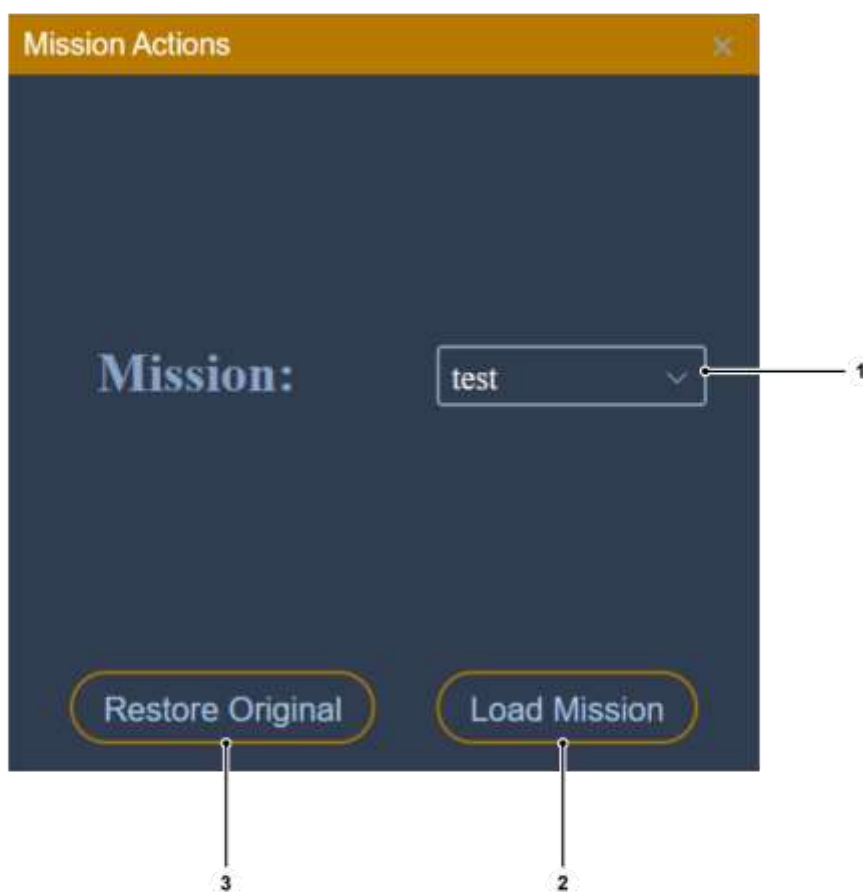 Mission Actions ×
Mission: test
1
Restore Original Load Mission
3 2